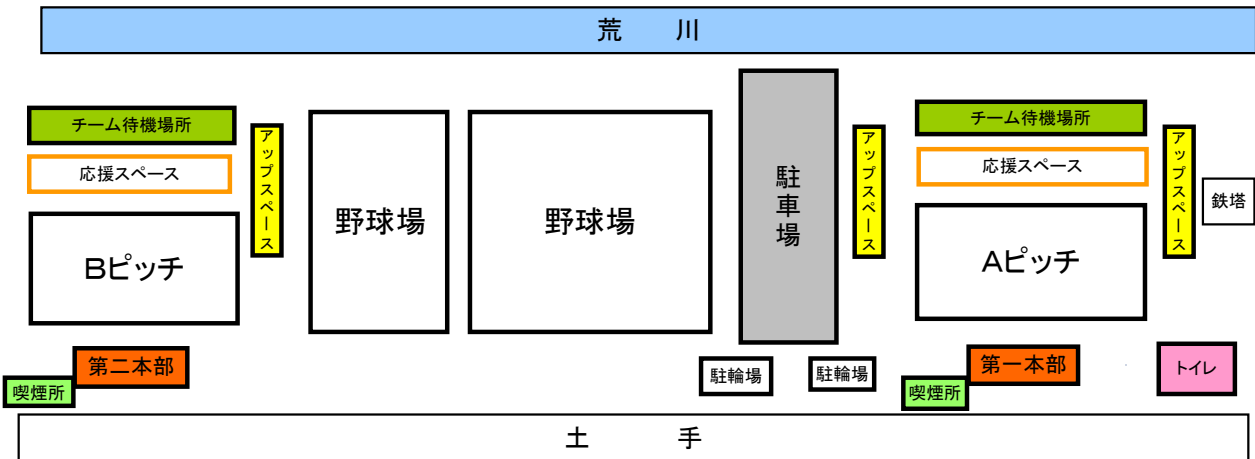 荒　川
チーム待機場所
応援スペース
アップスペース
Bピッチ
野球場
野球場
駐車場
アップスペース
チーム待機場所
応援スペース
Aピッチ
アップスペース
鉄塔
第二本部
喫煙所
駐輪場
駐輪場
第一本部
喫煙所
トイレ
土　手